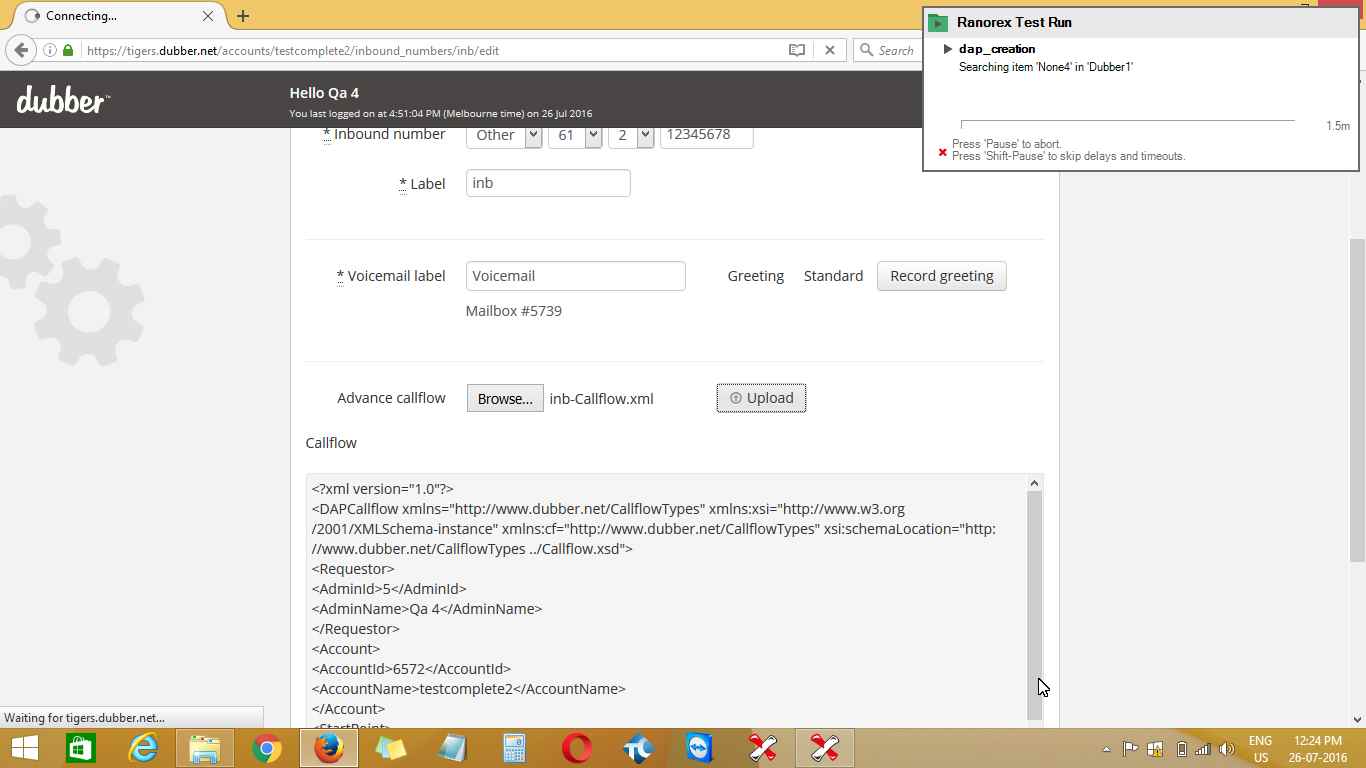 Connecting...
https://tigers.dubber.net/accounts/testcomplete2/inbound_numbers/inb/edit
Search
Ranorex Test Run
dap_creation
Searching item 'None4' in 'Dubber1'
1.5m
Press 'Pause' to abort.
Press 'Shift-Pause' to skip delays and timeouts.
dubber™
Hello Qa 4
You last logged on at 4:51:04 PM (Melbourne time) on 26 Jul 2016
* Inbound number Other 61 2 12345678
* Label inb
* Voicemail label Voicemail Greeting Standard Record greeting
Mailbox #5739
Advance callflow Browse... inb-Callflow.xml Upload
Callflow
<?xml version="1.0"?>
<DAPCallflow xmlns="http://www.dubber.net/CallflowTypes" xmlns:xsi="http://www.w3.org
/2001/XMLSchema-instance" xmlns:cf="http://www.dubber.net/CallflowTypes" xsi:schemaLocation="http:
//www.dubber.net/CallflowTypes ../Callflow.xsd">
<Requestor>
<AdminId>5</AdminId>
<AdminName>Qa 4</AdminName>
</Requestor>
<Account>
<AccountId>6572</AccountId>
<AccountName>testcomplete2</AccountName>
</Account>
<StartPoint>
Waiting for tigers.dubber.net...
ENG 12:24 PM
US 26-07-2016